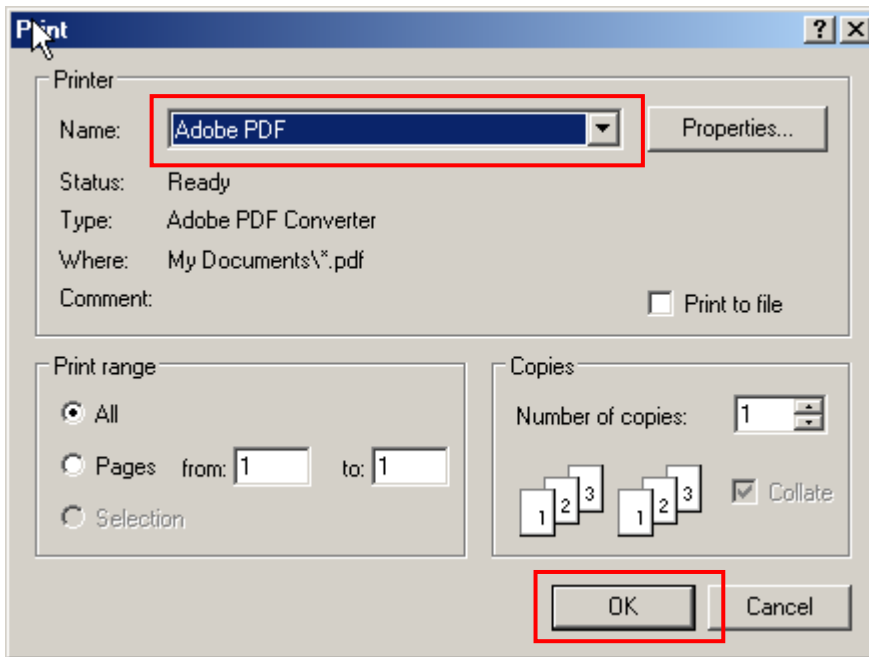 Print
Printer
Name: Adobe PDF Properties...
Status: Ready
Type: Adobe PDF Converter
Where: My Documents\*.pdf
Comment:
Print to file
Print range
All
Pages from: 1 to: 1
Selection
Copies
Number of copies: 1
1 2 3 1 2 3
Collate
OK Cancel